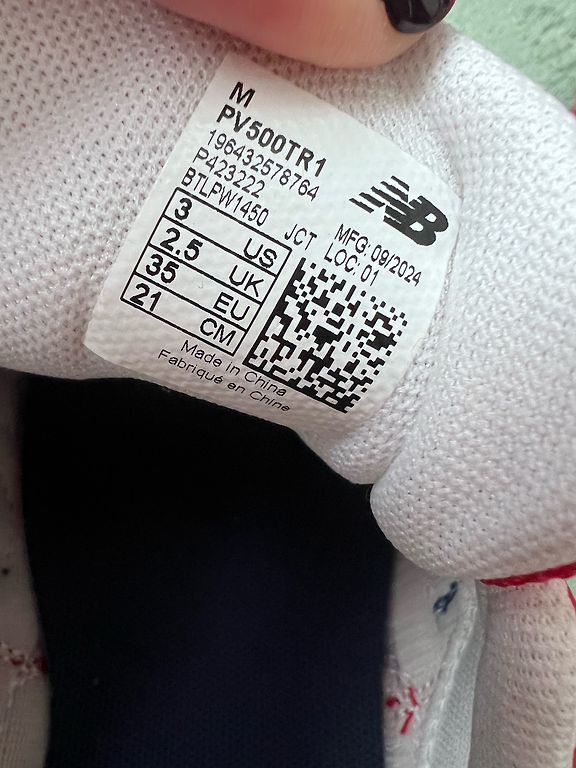 M
PV500TR1
196432578764
P423222
BTLPW1450
JCT
MFG: 09/2024
LOC: 01
NB
3 US
2.5 UK
35 EU
21 CM
Made in China
Fabriqué en Chine